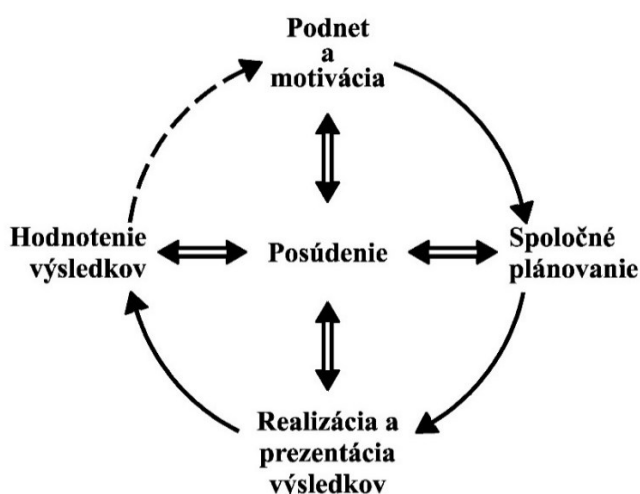 Podnet
a
motivácia
Hodnotenie
výsledkov
Posúdenie
Spoločné
plánovanie
Realizácia a
prezentácia
výsledkov